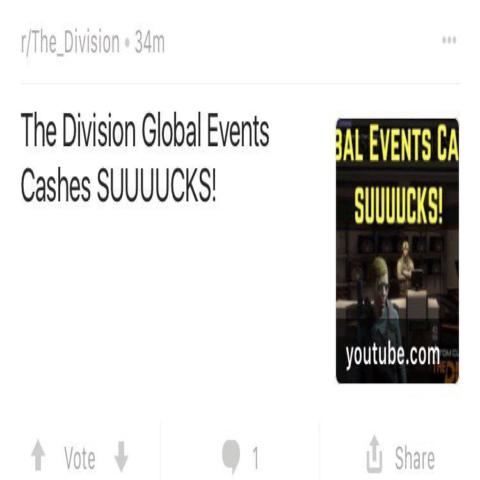 r/The_Division • 34m
The Division Global Events
Cashes SUUUUCKS!
BAL EVENTS CA
SUUUUCKS!
youtube.com
Vote
1
Share